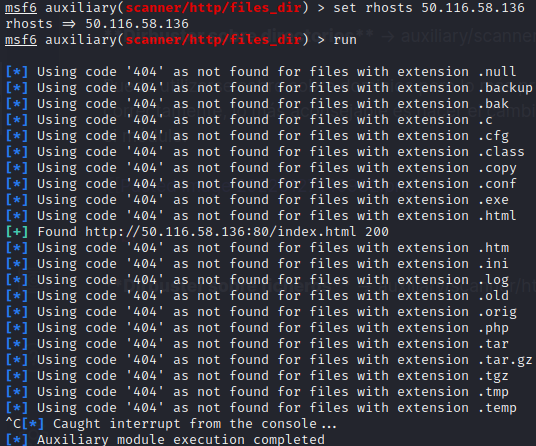 msf6 auxiliary(scanner/http/files_dir) > set rhosts 50.116.58.136
rhosts => 50.116.58.136
msf6 auxiliary(scanner/http/files_dir) > run
[*] Using code '404' as not found for files with extension .null
[*] Using code '404' as not found for files with extension .backup
[*] Using code '404' as not found for files with extension .bak
[*] Using code '404' as not found for files with extension .c
[*] Using code '404' as not found for files with extension .cfg
[*] Using code '404' as not found for files with extension .class
[*] Using code '404' as not found for files with extension .copy
[*] Using code '404' as not found for files with extension .conf
[*] Using code '404' as not found for files with extension .exe
[*] Using code '404' as not found for files with extension .html
[+] Found http://50.116.58.136:80/index.html 200
[*] Using code '404' as not found for files with extension .htm
[*] Using code '404' as not found for files with extension .ini
[*] Using code '404' as not found for files with extension .log
[*] Using code '404' as not found for files with extension .old
[*] Using code '404' as not found for files with extension .orig
[*] Using code '404' as not found for files with extension .php
[*] Using code '404' as not found for files with extension .tar
[*] Using code '404' as not found for files with extension .tar.gz
[*] Using code '404' as not found for files with extension .tgz
[*] Using code '404' as not found for files with extension .tmp
[*] Using code '404' as not found for files with extension .temp
^C[*] Caught interrupt from the console...
[*] Auxiliary module execution completed